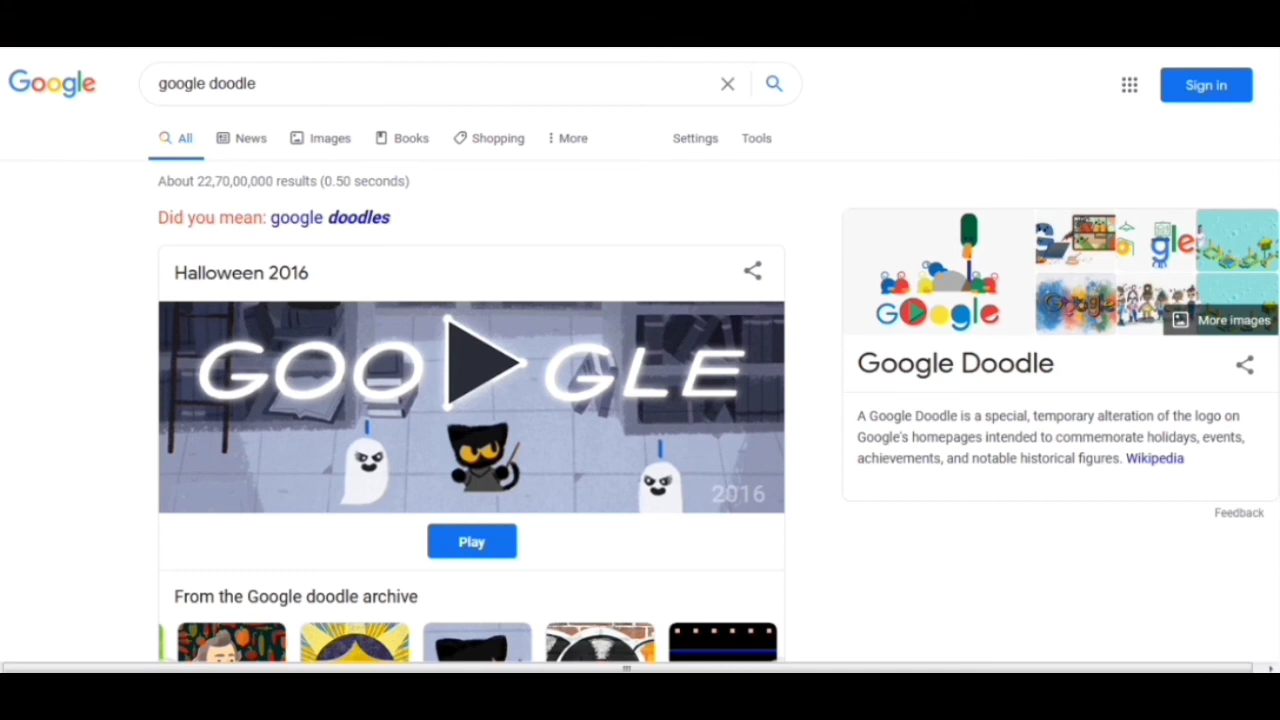 Google
google doodle
Sign in
All News Images Books Shopping More Settings Tools
About 22,70,00,000 results (0.50 seconds)
Did you mean: google doodles
Halloween 2016
GOO GLE
2016
Play
From the Google doodle archive
More images
Google Doodle
A Google Doodle is a special, temporary alteration of the logo on
Google's homepages intended to commemorate holidays, events,
achievements, and notable historical figures. Wikipedia
Feedback